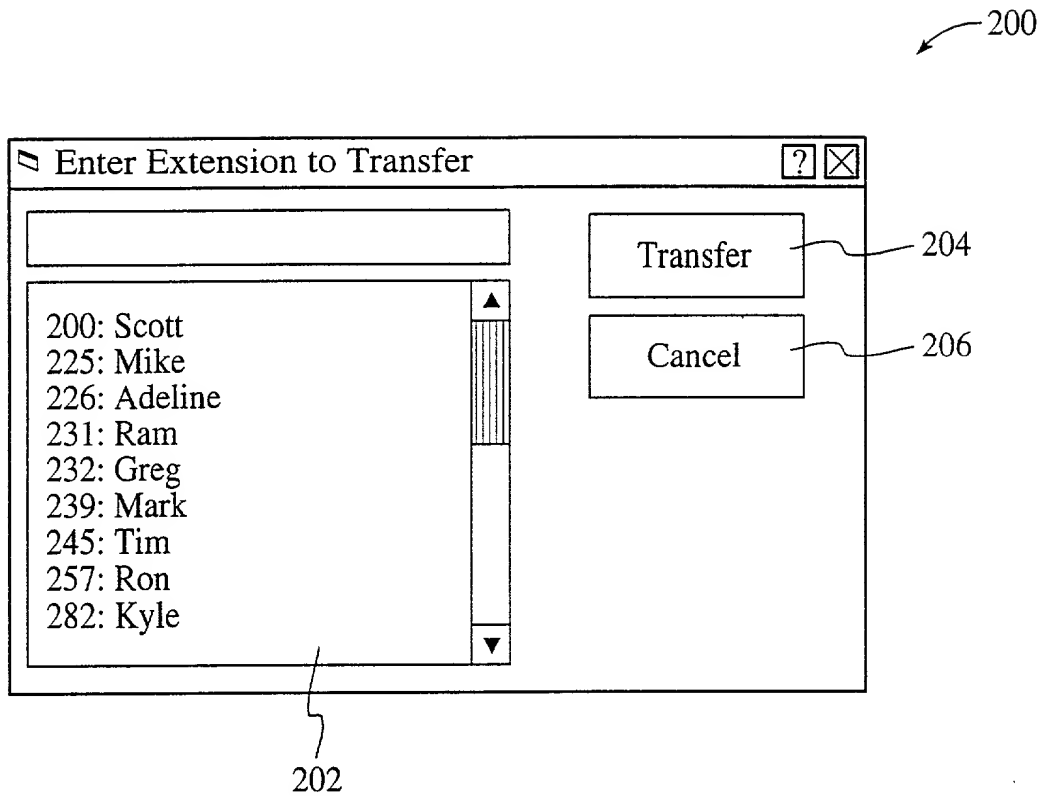 200
Enter Extension to Transfer ?
Transfer 204
Cancel 206
200: Scott
225: Mike
226: Adeline
231: Ram
232: Greg
239: Mark
245: Tim
257: Ron
282: Kyle
202